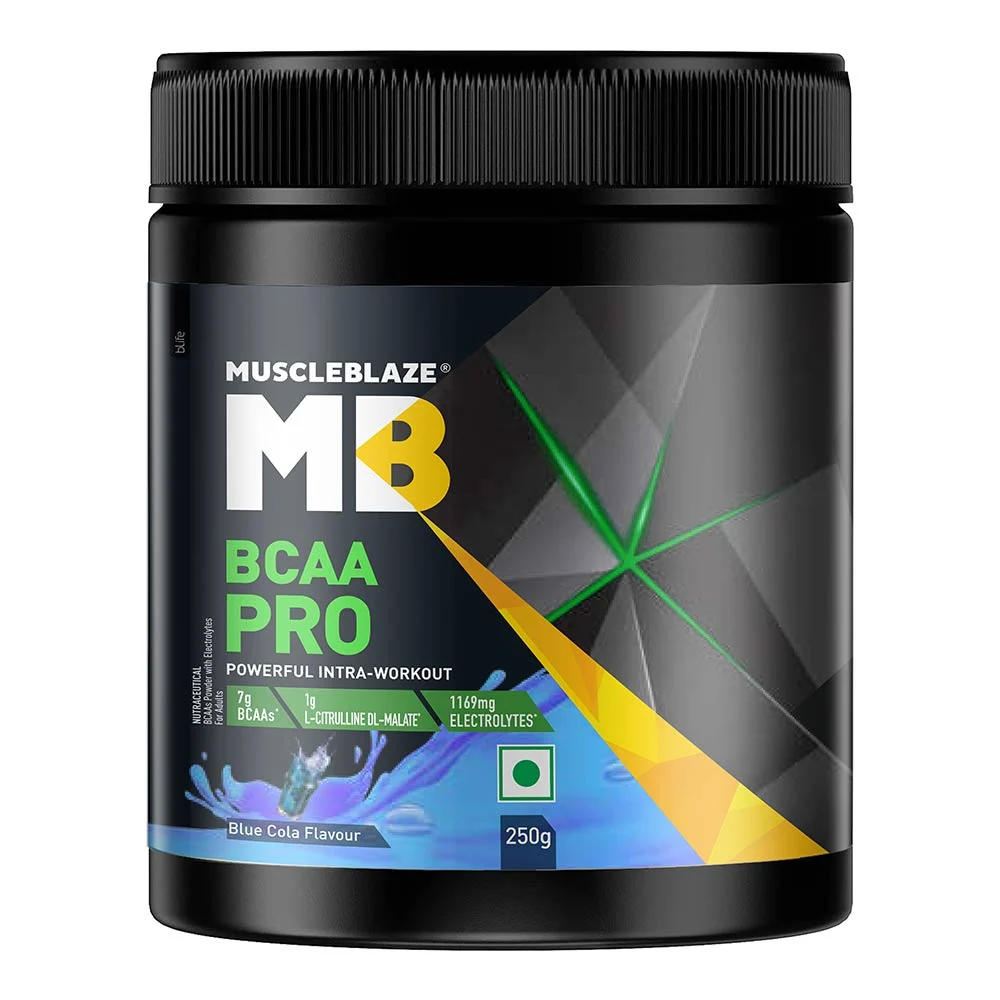 bLife
MUSCLEBLAZE®
MB
BCAA
PRO
POWERFUL INTRA-WORKOUT
7g
BCAAs*
1g
L-CITRULLINE DL-MALATE*
1169mg
ELECTROLYTES*
NUTRACEUTICAL
BCAAs Powder with Electrolytes
For Adults
Blue Cola Flavour
250g